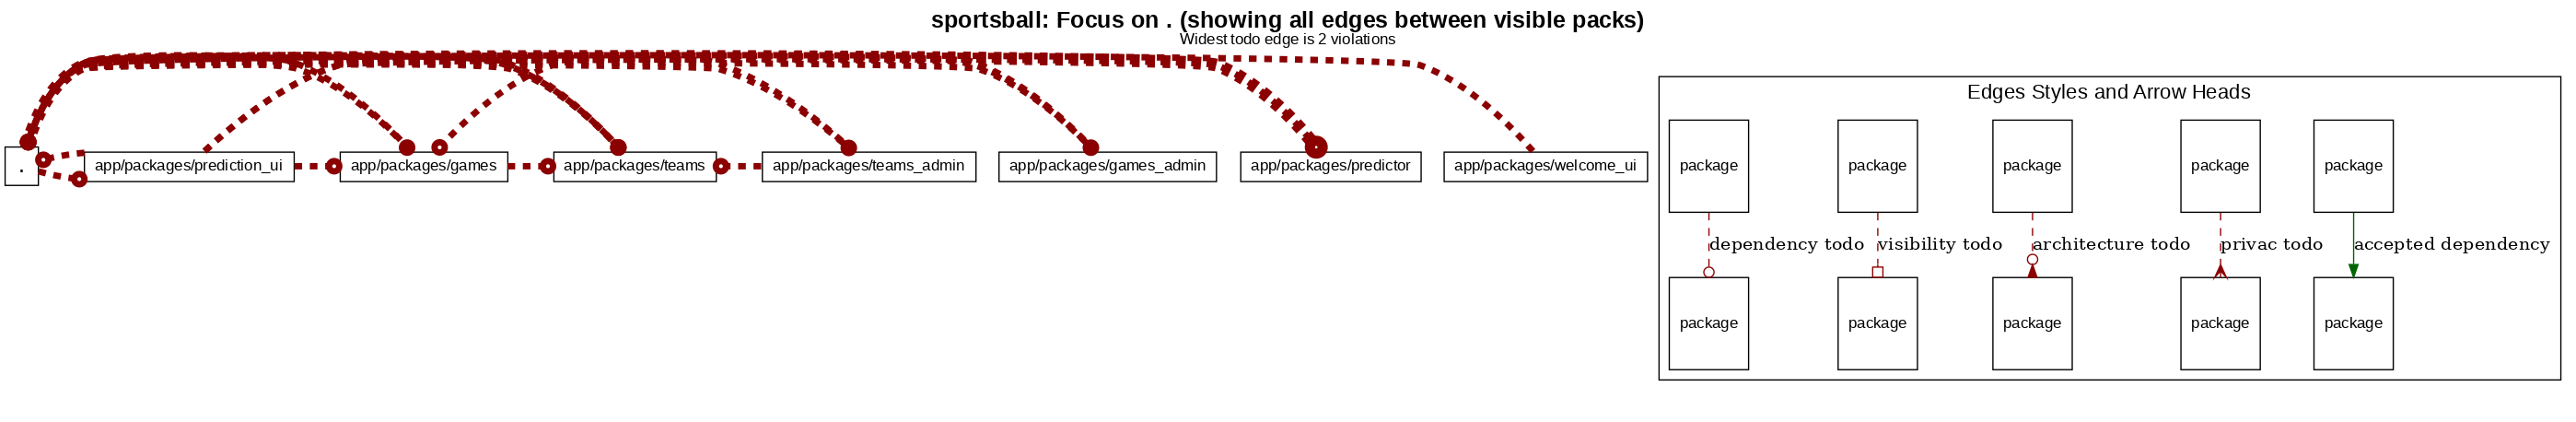 sportsball: Focus on . (showing all edges between visible packs)
Widest todo edge is 2 violations
.
app/packages/prediction_ui
app/packages/games
app/packages/teams
app/packages/teams_admin
app/packages/games_admin
app/packages/predictor
app/packages/welcome_ui
Edges Styles and Arrow Heads
package
package
package
package
package
dependency todo
visibility todo
architecture todo
privac todo
accepted dependency
package
package
package
package
package